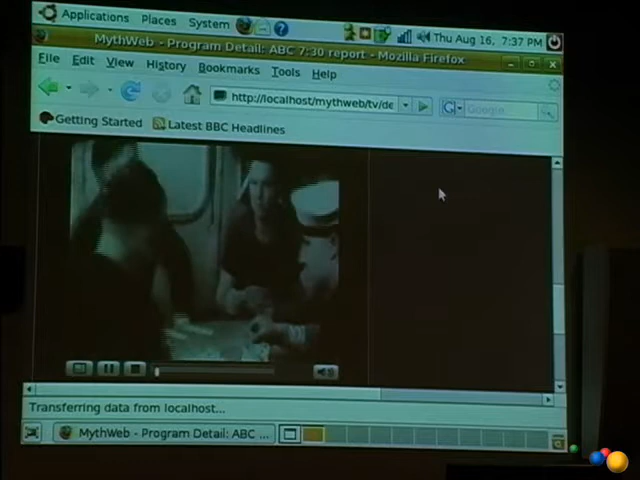 Applications Places System
Thu Aug 16, 7:37 PM
MythWeb - Program Detail: ABC 7:30 report - Mozilla Firefox
File Edit View History Bookmarks Tools Help
http://localhost/mythweb/tv/de
Google
Getting Started Latest BBC Headlines
Transferring data from localhost...
MythWeb - Program Detail: ABC ...